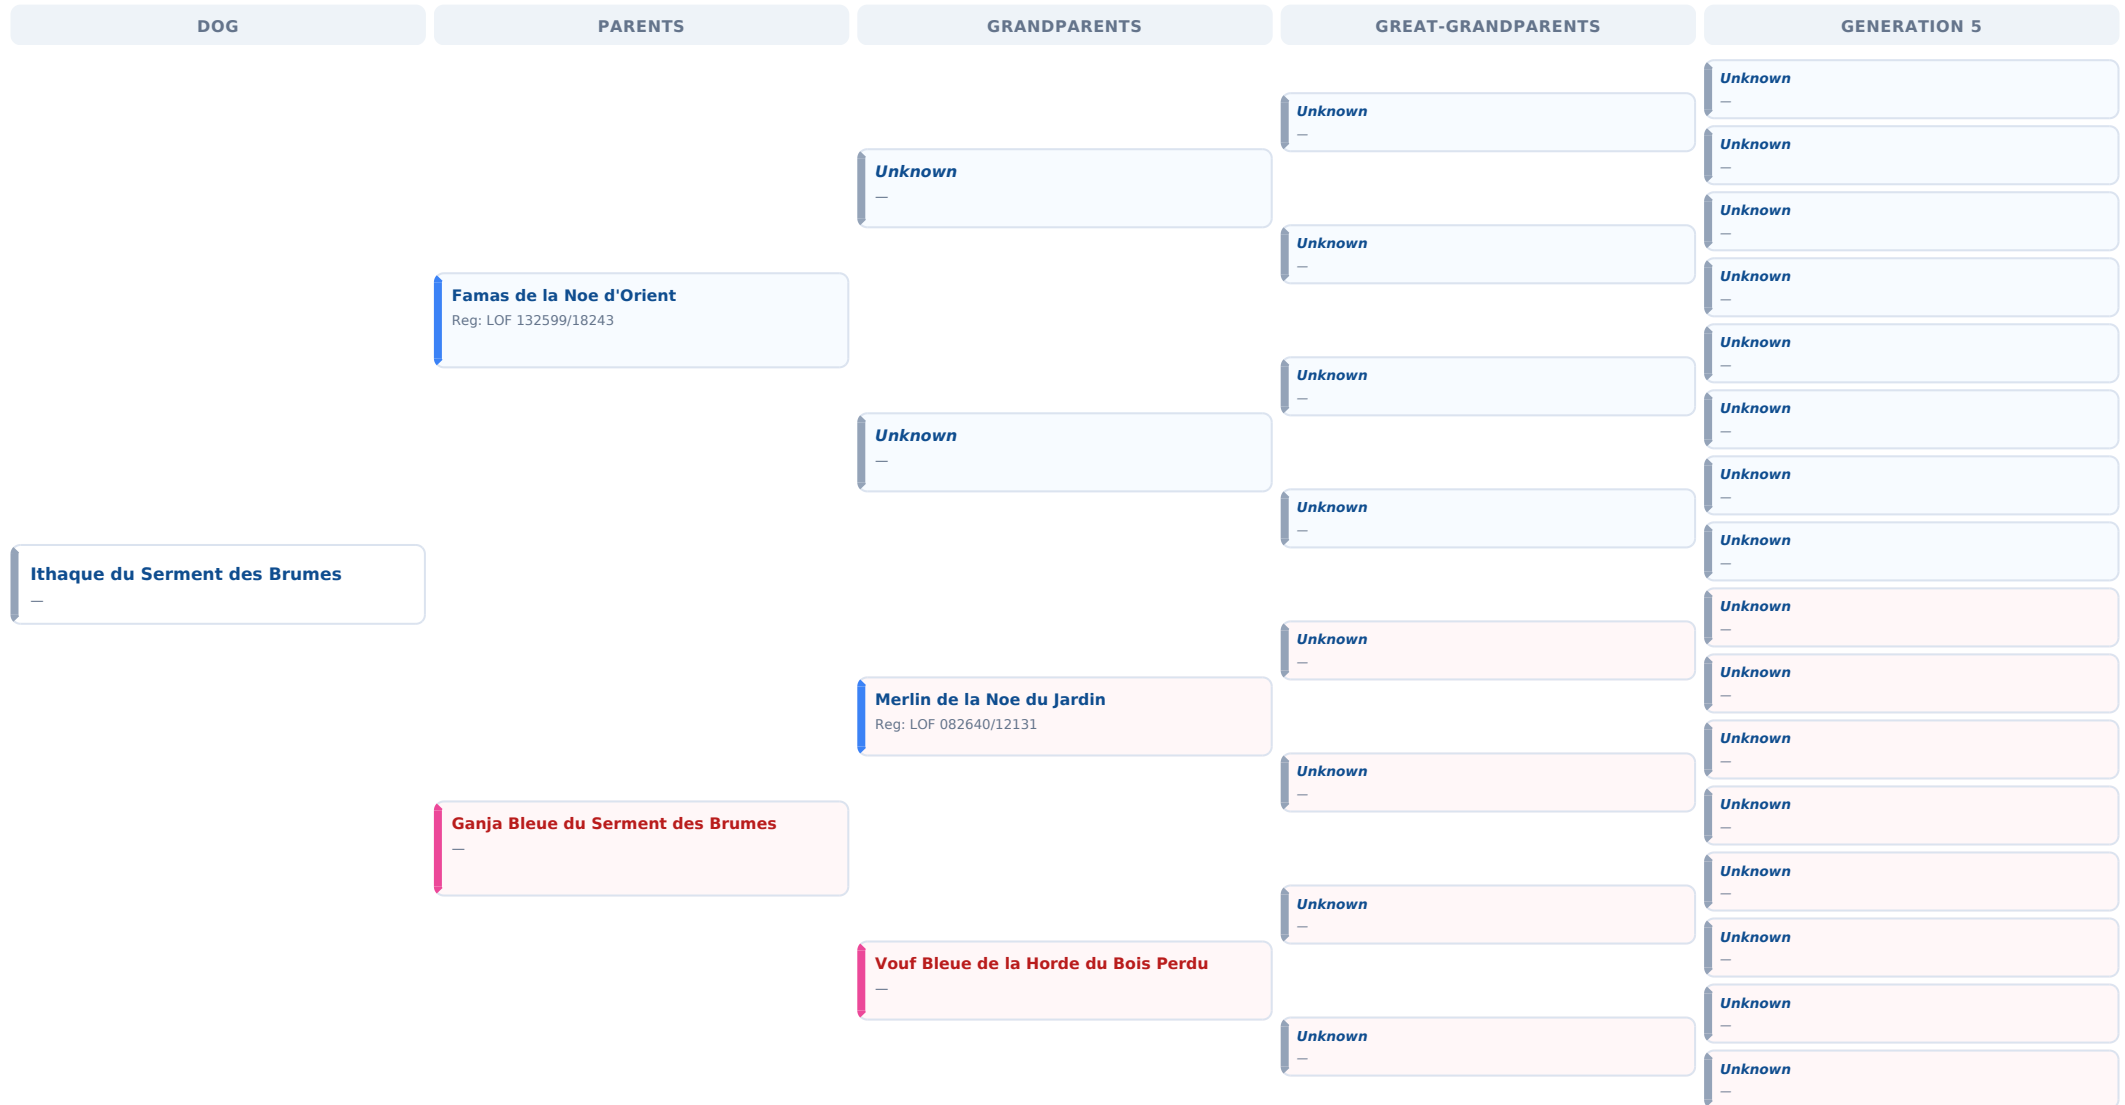 DOG
PARENTS
GRANDPARENTS
GREAT-GRANDPARENTS
GENERATION 5
Ithaque du Serment des Brumes
—
Famas de la Noe d'Orient
Reg: LOF 132599/18243
Ganja Bleue du Serment des Brumes
—
Unknown
—
Unknown
—
Merlin de la Noe du Jardin
Reg: LOF 082640/12131
Vouf Bleue de la Horde du Bois Perdu
—
Unknown
—
Unknown
—
Unknown
—
Unknown
—
Unknown
—
Unknown
—
Unknown
—
Unknown
—
Unknown
—
Unknown
—
Unknown
—
Unknown
—
Unknown
—
Unknown
—
Unknown
—
Unknown
—
Unknown
—
Unknown
—
Unknown
—
Unknown
—
Unknown
—
Unknown
—
Unknown
—
Unknown
—